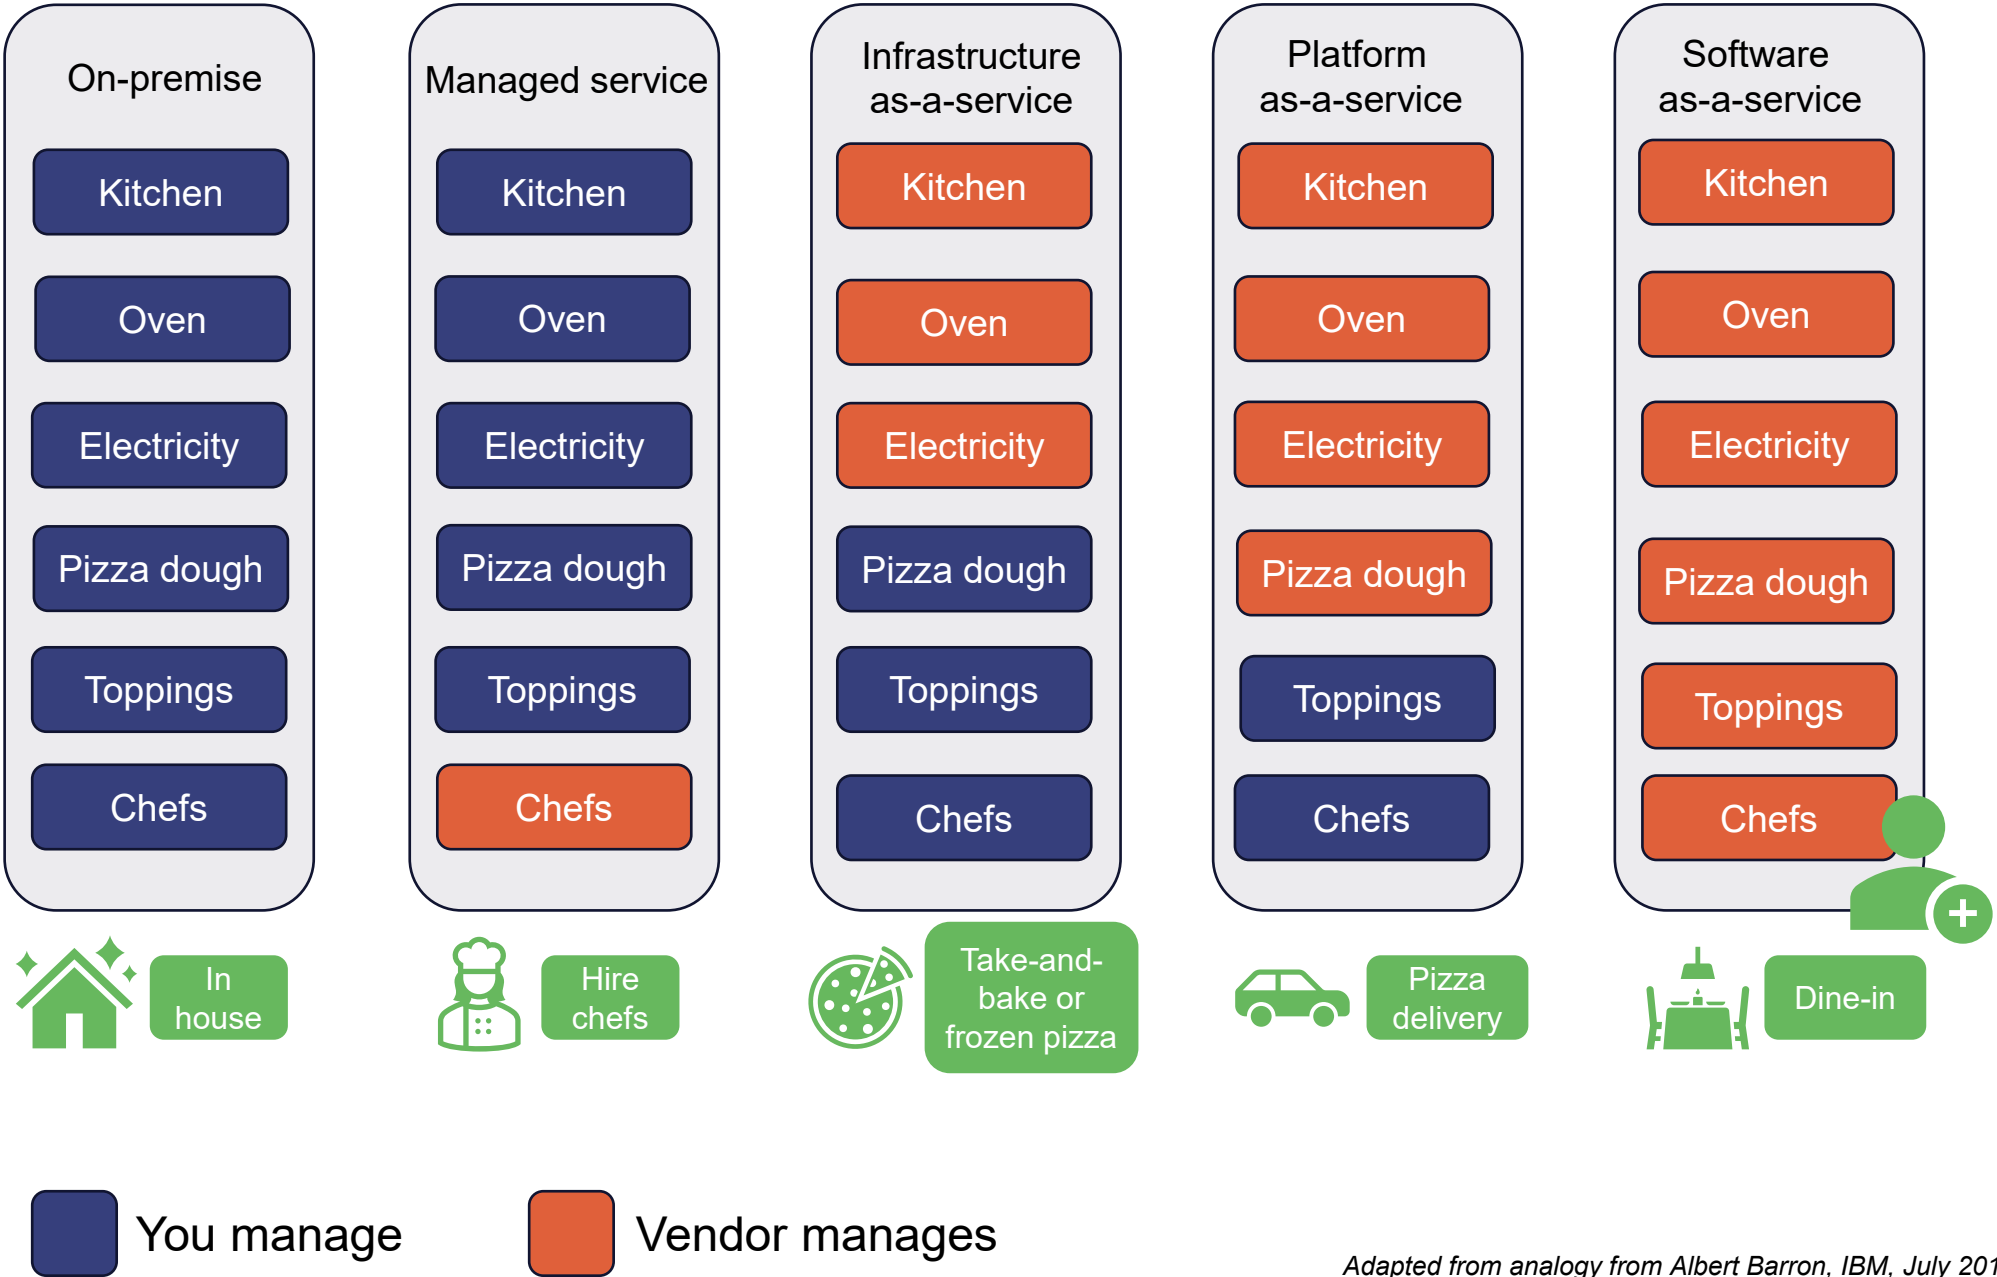 On-premise
Kitchen
Oven
Electricity
Pizza dough
Toppings
Chefs
In
house
Managed service
Kitchen
Oven
Electricity
Pizza dough
Toppings
Chefs
Hire
chefs
Infrastructure
as-a-service
Kitchen
Oven
Electricity
Pizza dough
Toppings
Chefs
Take-and-
bake or
frozen pizza
Platform
as-a-service
Kitchen
Oven
Electricity
Pizza dough
Toppings
Chefs
Pizza
delivery
Software
as-a-service
Kitchen
Oven
Electricity
Pizza dough
Toppings
Chefs
Dine-in
You manage
Vendor manages
Adapted from analogy from Albert Barron, IBM, July